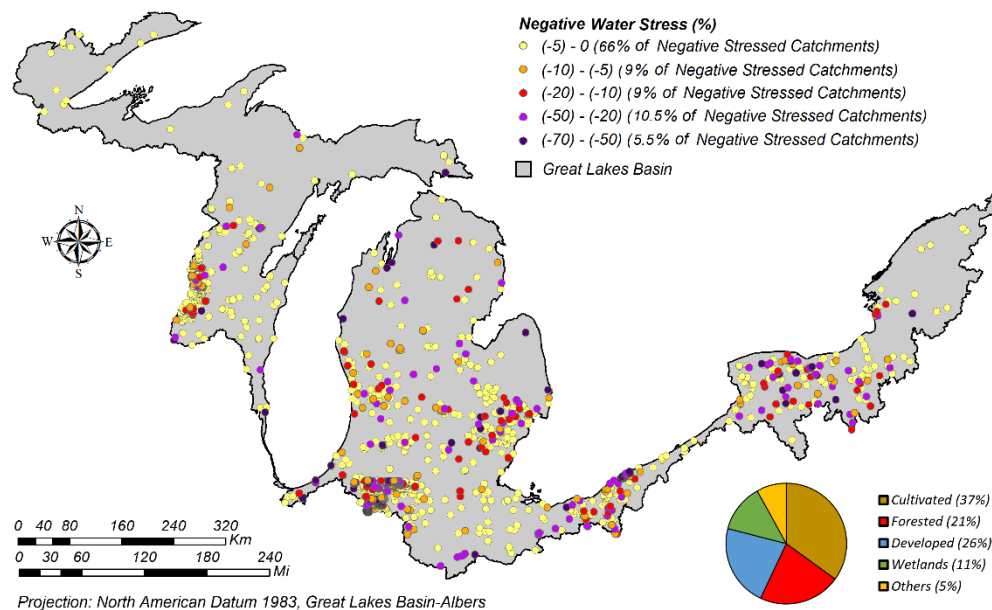 Negative Water Stress (%)
(-5) - 0 (66% of Negative Stressed Catchments)
(-10) - (-5) (9% of Negative Stressed Catchments)
(-20) - (-10) (9% of Negative Stressed Catchments)
(-50) - (-20) (10.5% of Negative Stressed Catchments)
(-70) - (-50) (5.5% of Negative Stressed Catchments)
Great Lakes Basin
N
W E
S
Cultivated (37%)
Forested (21%)
Developed (26%)
Wetlands (11%)
Others (5%)
0 40 80 160 240 320
Km
0 30 60 120 180 240
Mi
Projection: North American Datum 1983, Great Lakes Basin-Albers